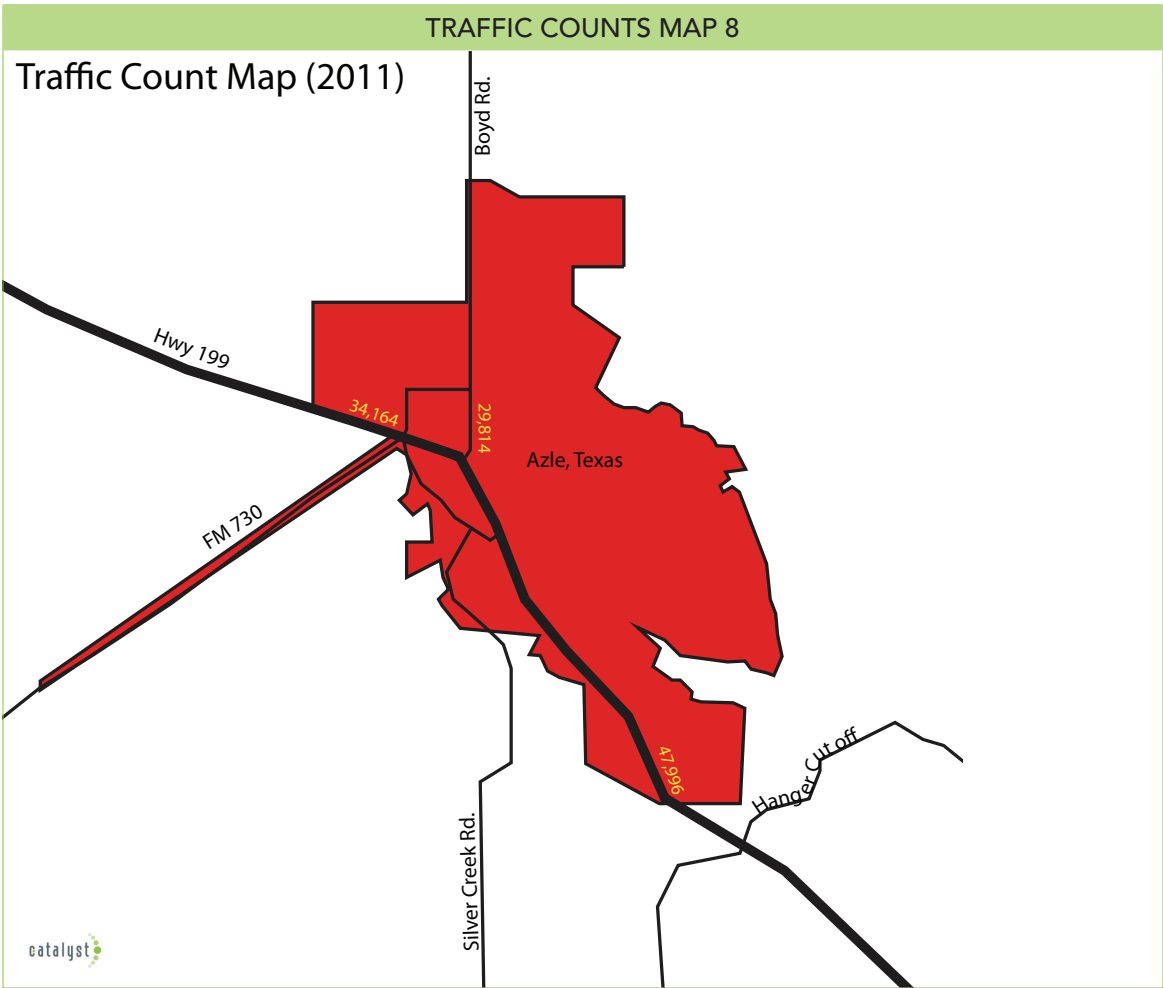 TRAFFIC COUNTS MAP 8
Traffic Count Map (2011)
Boyd Rd.
Hwy 199
34,164
29,814
Azle, Texas
FM 730
47,996
Hanger Cut off
Silver Creek Rd.
catalyst